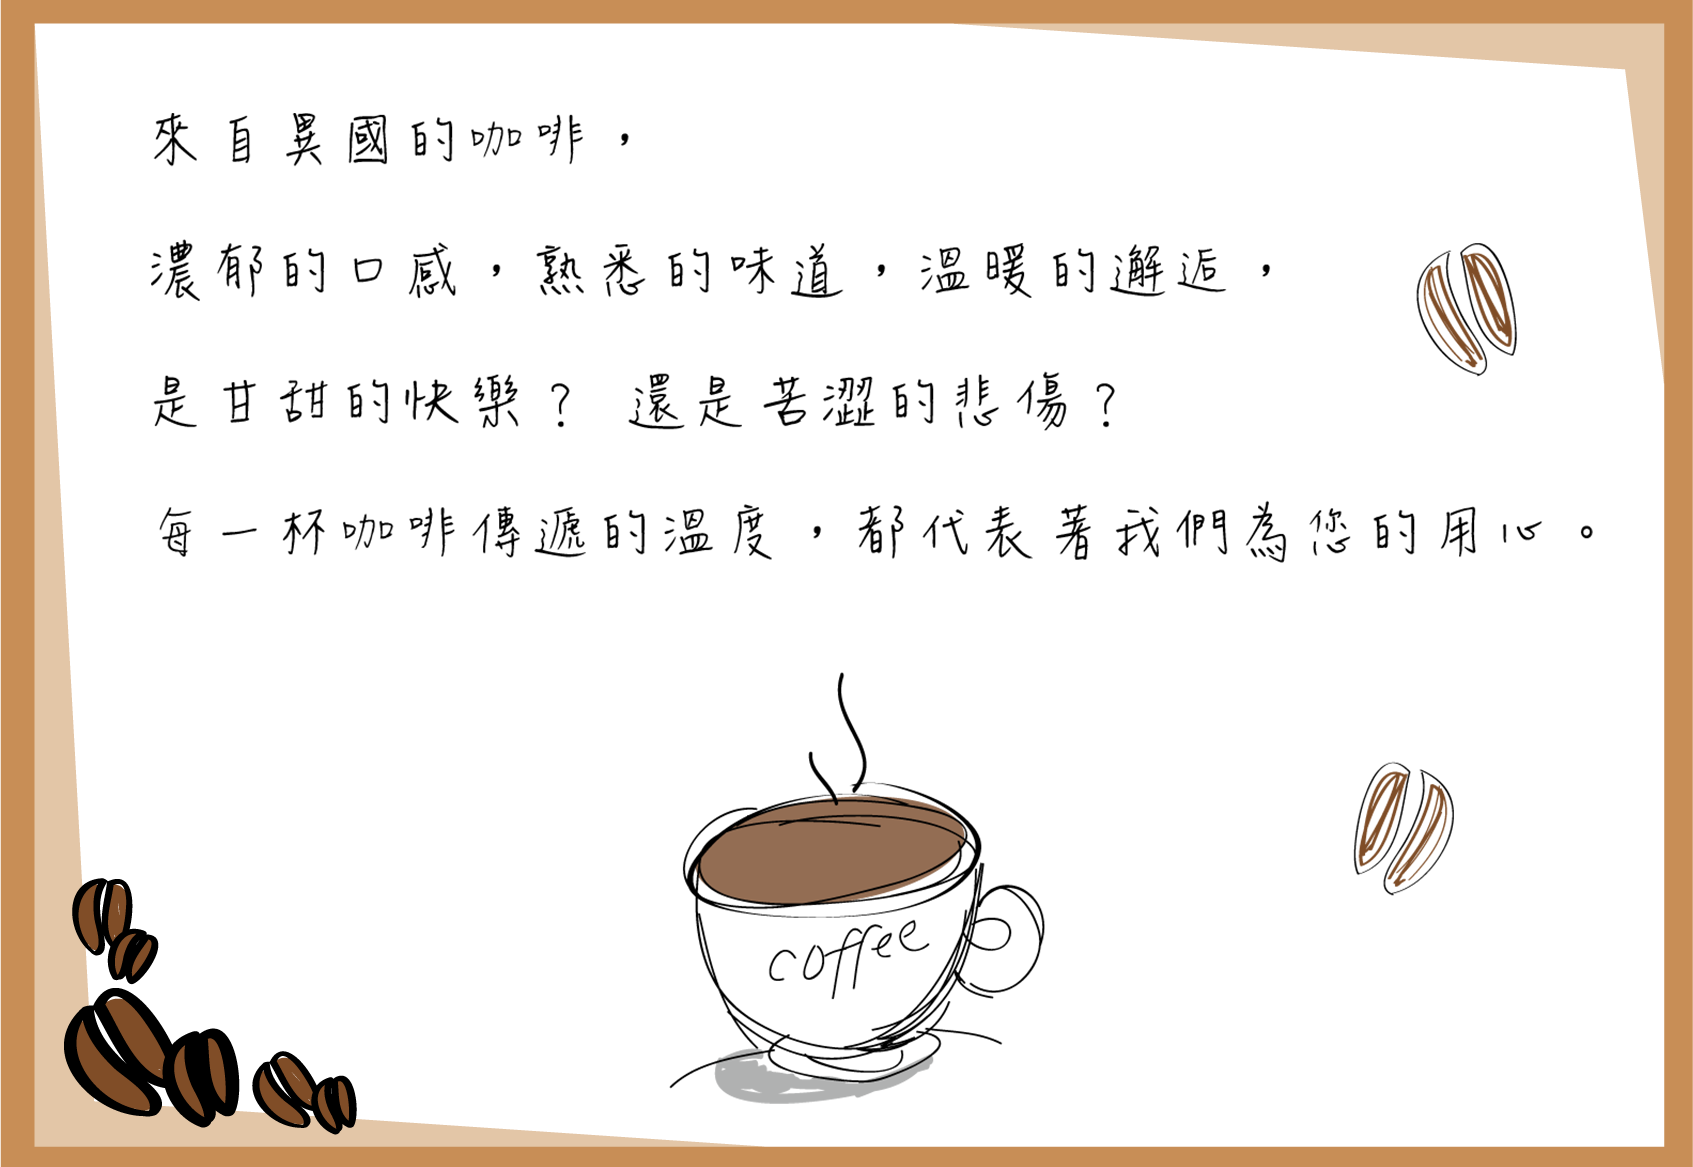 來自異國的咖啡，
濃郁的口感，熟悉的味道，溫暖的邂逅，
是甘甜的快樂？ 還是苦澀的悲傷？
每一杯咖啡傳遞的溫度，都代表著我們為您的用心。
coffee